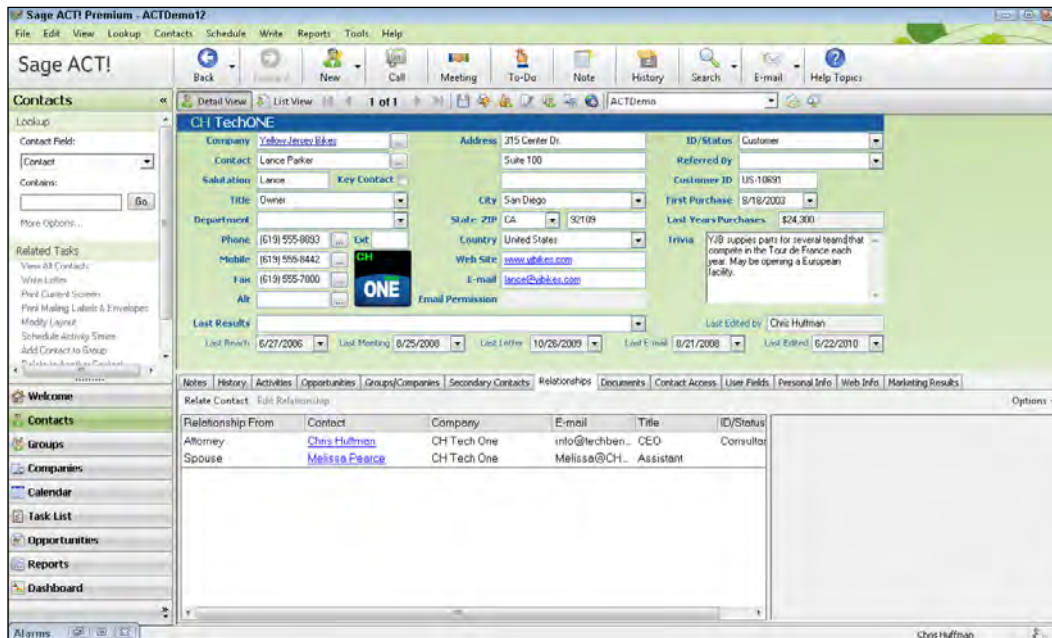 Sage ACT! Premium - ACTDemo12
File Edit View Lookup Contacts Schedule Write Reports Tools Help
Sage ACT!
Back New Call Meeting To-Do Note History Search E-mail Help Topics
Contacts «
Detail View List View 1 of 1 ACTDemo
Lookup
Contact Field:
Contact
Contains:
Go
More Options...
Related Tasks
View All Contacts
Write Letter
Print Current Screen
Print Mailing Labels & Envelopes
Modify Layout
Schedule Activity Series
Add Contact to Group
Welcome
Contacts
Groups
Companies
Calendar
Task List
Opportunities
Reports
Dashboard
Alarms
CH TechONE
Company Yellow Jersey Bikes ... Address 315 Center Dr. ID/Status Customer
Contact Lance Parker ... Suite 100 Referred By
Salutation Lance Key Contact Customer ID US-10691
Title Owner City San Diego First Purchase 8/18/2003
Department State ZIP CA 92109 Last Years Purchases $24,300
Phone (619) 555-8693 ... Ext Country United States Trivia YJB suppies parts for several teams that
compete in the Tour de France each
year. May be opening a European
facility.
Mobile (619) 555-8442 ... CH Web Site www.yjbikes.com
Fax (619) 555-7000 ... ONE E-mail lance@yjbikes.com
Alt ... Email Permission
Last Results Last Edited by Chris Huffman
Last Reach 6/27/2006 Last Meeting 8/25/2008 Last Letter 10/26/2009 Last E-mail 8/21/2008 Last Edited 6/22/2010
Notes History Activities Opportunities Groups/Companies Secondary Contacts Relationships Documents Contact Access User Fields Personal Info Web Info Marketing Results
Relate Contact Edit Relationship Options
Relationship From Contact Company E-mail Title ID/Status
Attorney Chris Huffman CH Tech One info@techben... CEO Consultan
Spouse Melissa Pearce CH Tech One Melissa@CH... Assistant
Chris Huffman